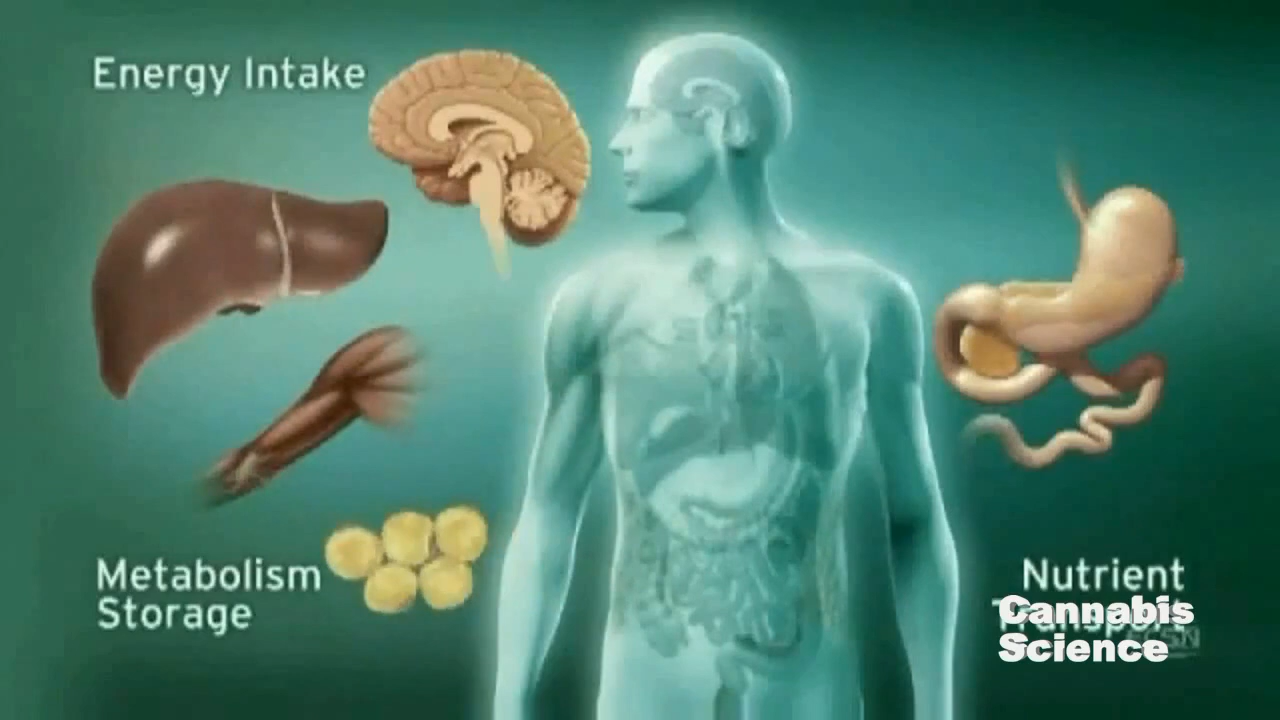 Energy Intake
Metabolism
Storage
Nutrient
Cannabis
Science